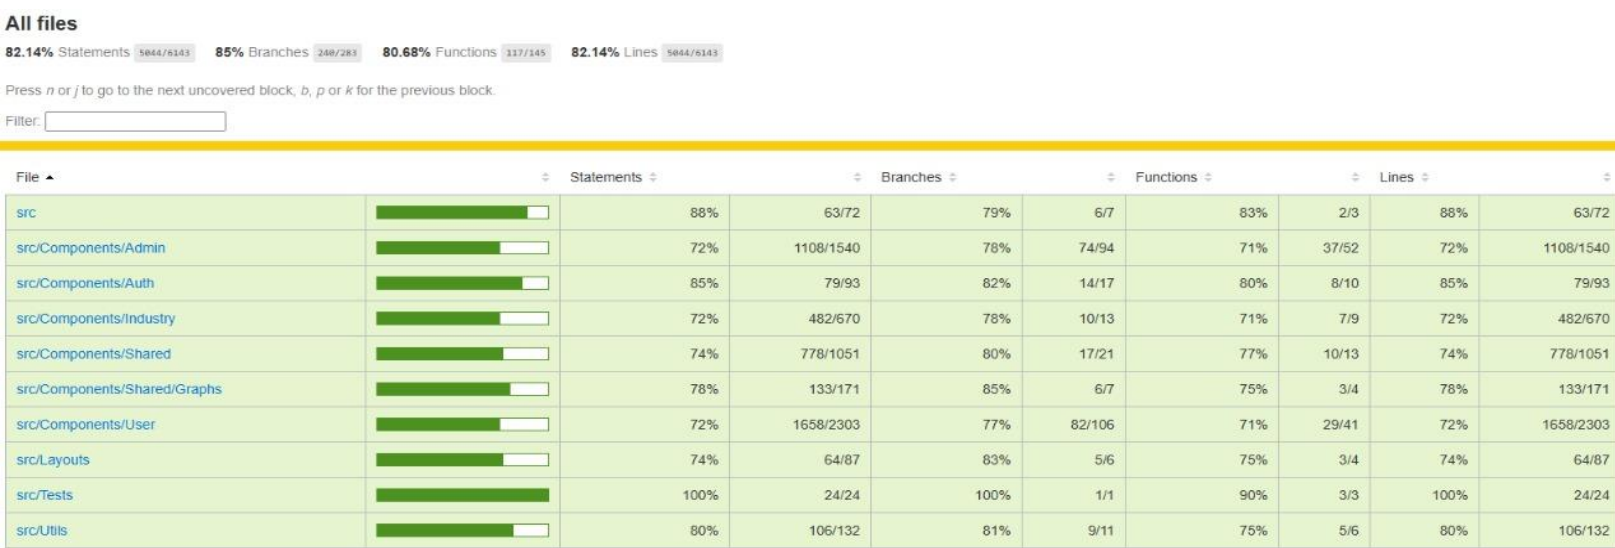 All files
82.14% Statements 5044/6143 85% Branches 240/283 80.68% Functions 117/145 82.14% Lines 5044/6143
Press n or j to go to the next uncovered block, b, p or k for the previous block.
Filter:
File Statements Branches Functions Lines
src 88% 63/72 79% 6/7 83% 2/3 88% 63/72
src/Components/Admin 72% 1108/1540 78% 74/94 71% 37/52 72% 1108/1540
src/Components/Auth 85% 79/93 82% 14/17 80% 8/10 85% 79/93
src/Components/Industry 72% 482/670 78% 10/13 71% 7/9 72% 482/670
src/Components/Shared 74% 778/1051 80% 17/21 77% 10/13 74% 778/1051
src/Components/Shared/Graphs 78% 133/171 85% 6/7 75% 3/4 78% 133/171
src/Components/User 72% 1658/2303 77% 82/106 71% 29/41 72% 1658/2303
src/Layouts 74% 64/87 83% 5/6 75% 3/4 74% 64/87
src/Tests 100% 24/24 100% 1/1 90% 3/3 100% 24/24
src/Utils 80% 106/132 81% 9/11 75% 5/6 80% 106/132